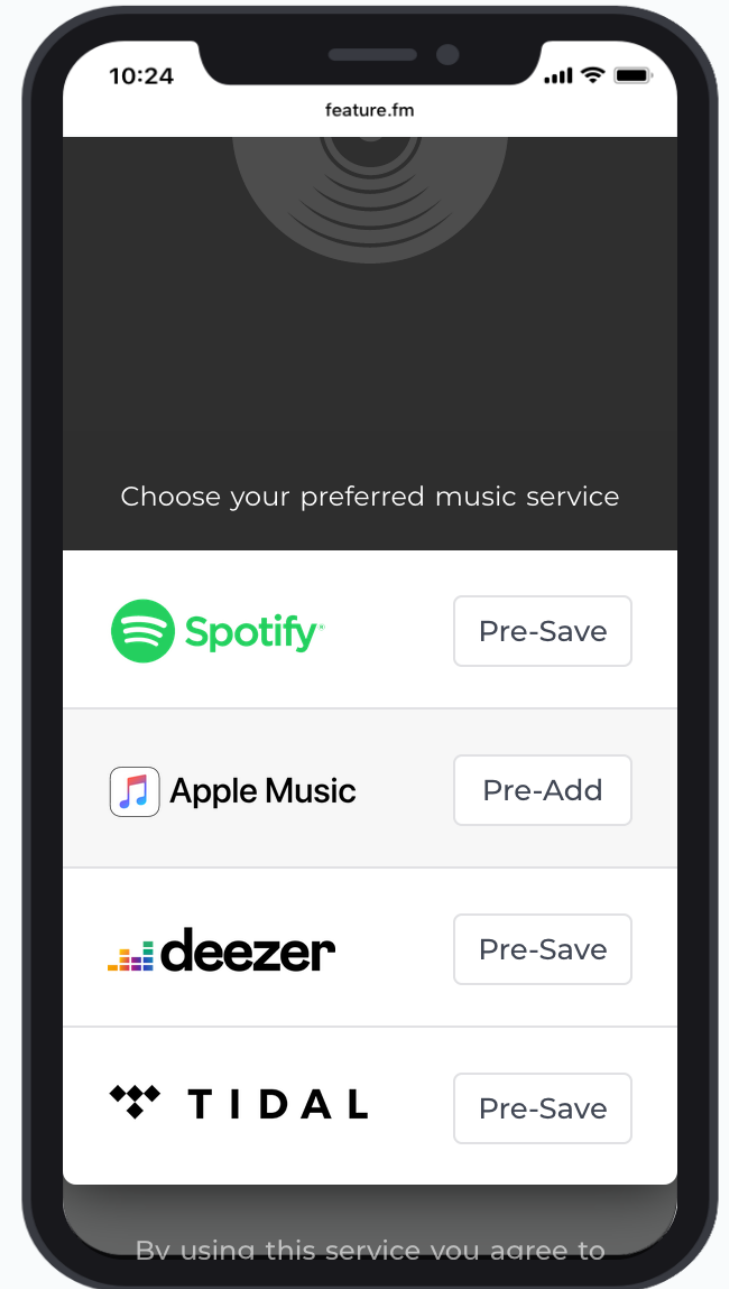 10:24
feature.fm
Choose your preferred music service
Spotify
Pre-Save
Apple Music
Pre-Add
deezer
Pre-Save
TIDAL
Pre-Save
By using this service you agree to